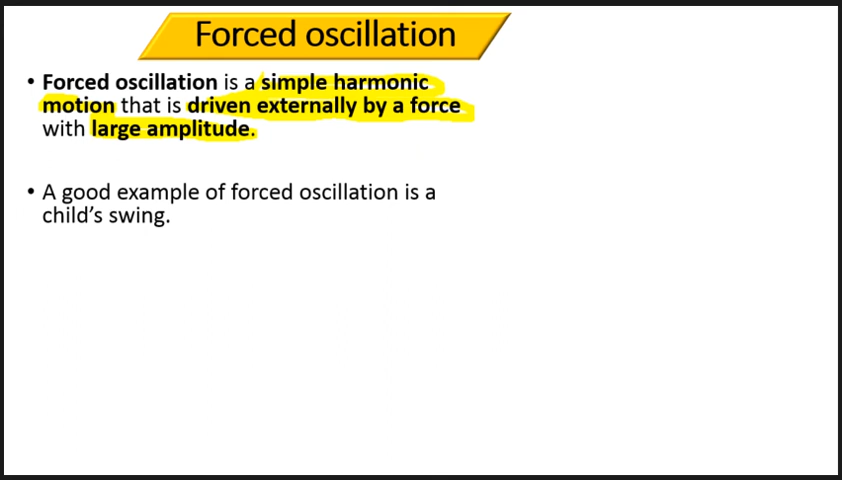 Forced oscillation
• Forced oscillation is a simple harmonic
motion that is driven externally by a force
with large amplitude.
• A good example of forced oscillation is a
child's swing.